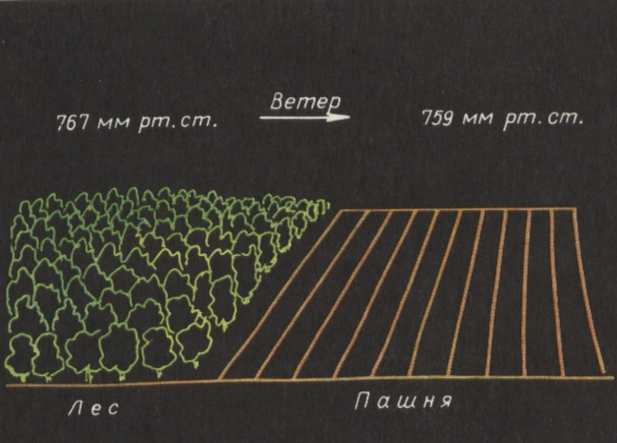 Ветер
767 мм рт. ст.
759 мм рт. ст.
Лес
Пашня